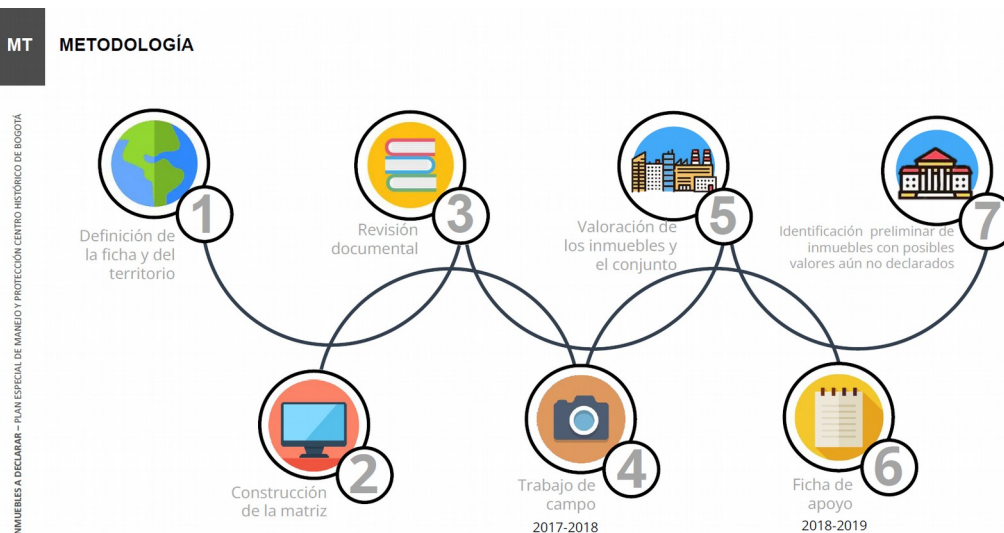 MT METODOLOGÍA
INMUEBLES A DECLARAR – PLAN ESPECIAL DE MANEJO Y PROTECCIÓN CENTRO HISTÓRICO DE BOGOTÁ
1
Definición de
la ficha y del
territorio
2
Construcción
de la matriz
3
Revisión
documental
4
Trabajo de
campo
2017-2018
5
Valoración de
los inmuebles y
el conjunto
6
Ficha de
apoyo
2018-2019
7
Identificación preliminar de
inmuebles con posibles
valores aún no declarados